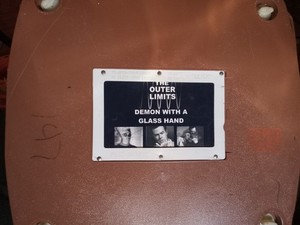 THE
OUTER
LIMITS
DEMON WITH A
GLASS HAND